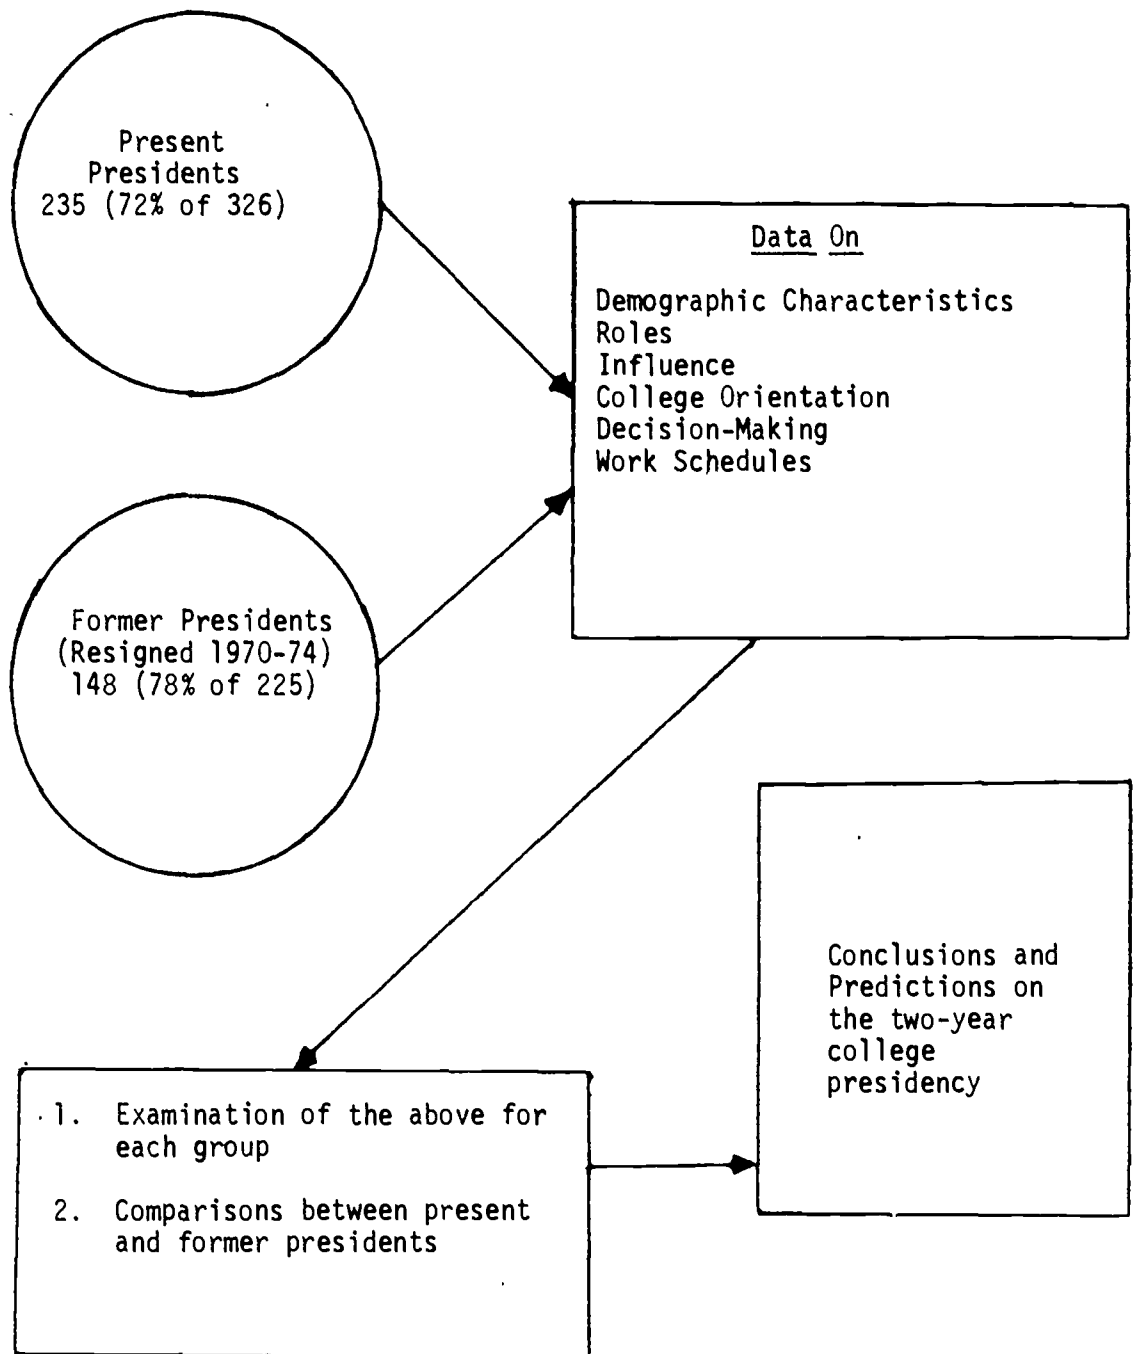 Present
Presidents
235 (72% of 326)
Data On
Demographic Characteristics
Roles
Influence
College Orientation
Decision-Making
Work Schedules
Former Presidents
(Resigned 1970-74)
148 (78% of 225)
Conclusions and
Predictions on
the two-year
college
presidency
1. Examination of the above for
each group
2. Comparisons between present
and former presidents